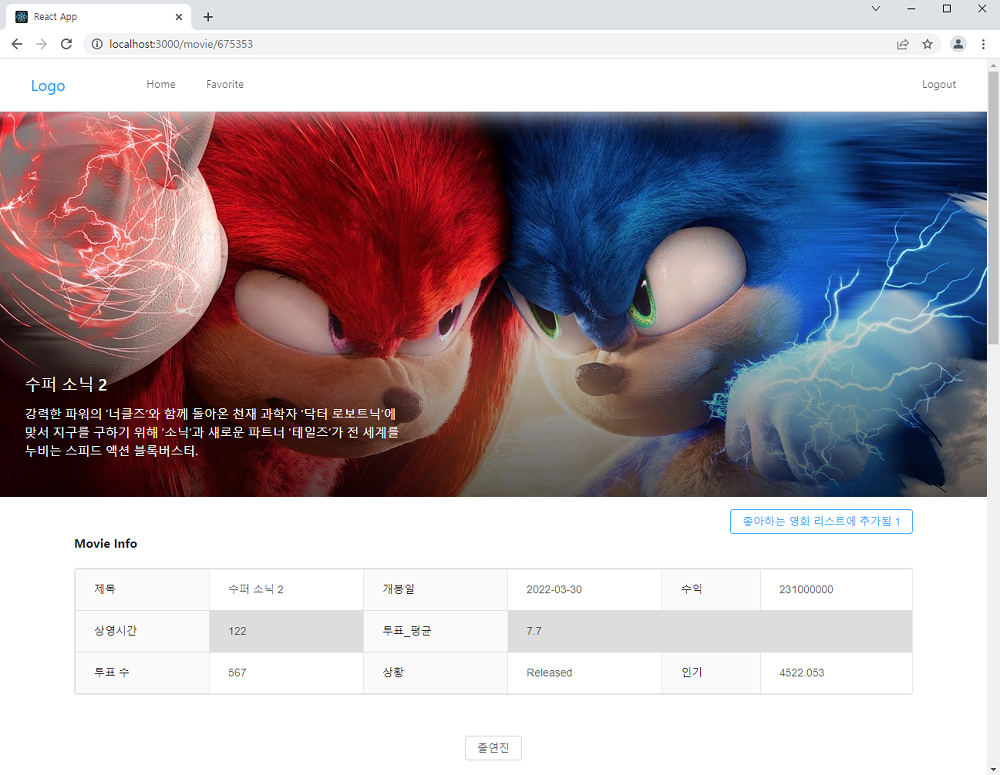 React App
localhost:3000/movie/675353
Logo Home Favorite Logout
수퍼 소닉 2
강력한 파워의 '너클즈'와 함께 돌아온 천재 과학자 '닥터 로보트닉'에
맞서 지구를 구하기 위해 '소닉'과 새로운 파트너 '테일즈'가 전 세계를
누비는 스피드 액션 블록버스터.
좋아하는 영화 리스트에 추가됨 1
Movie Info
제목 수퍼 소닉 2 개봉일 2022-03-30 수익 231000000
상영시간 122 투표_평균 7.7
투표 수 567 상황 Released 인기 4522.053
출연진